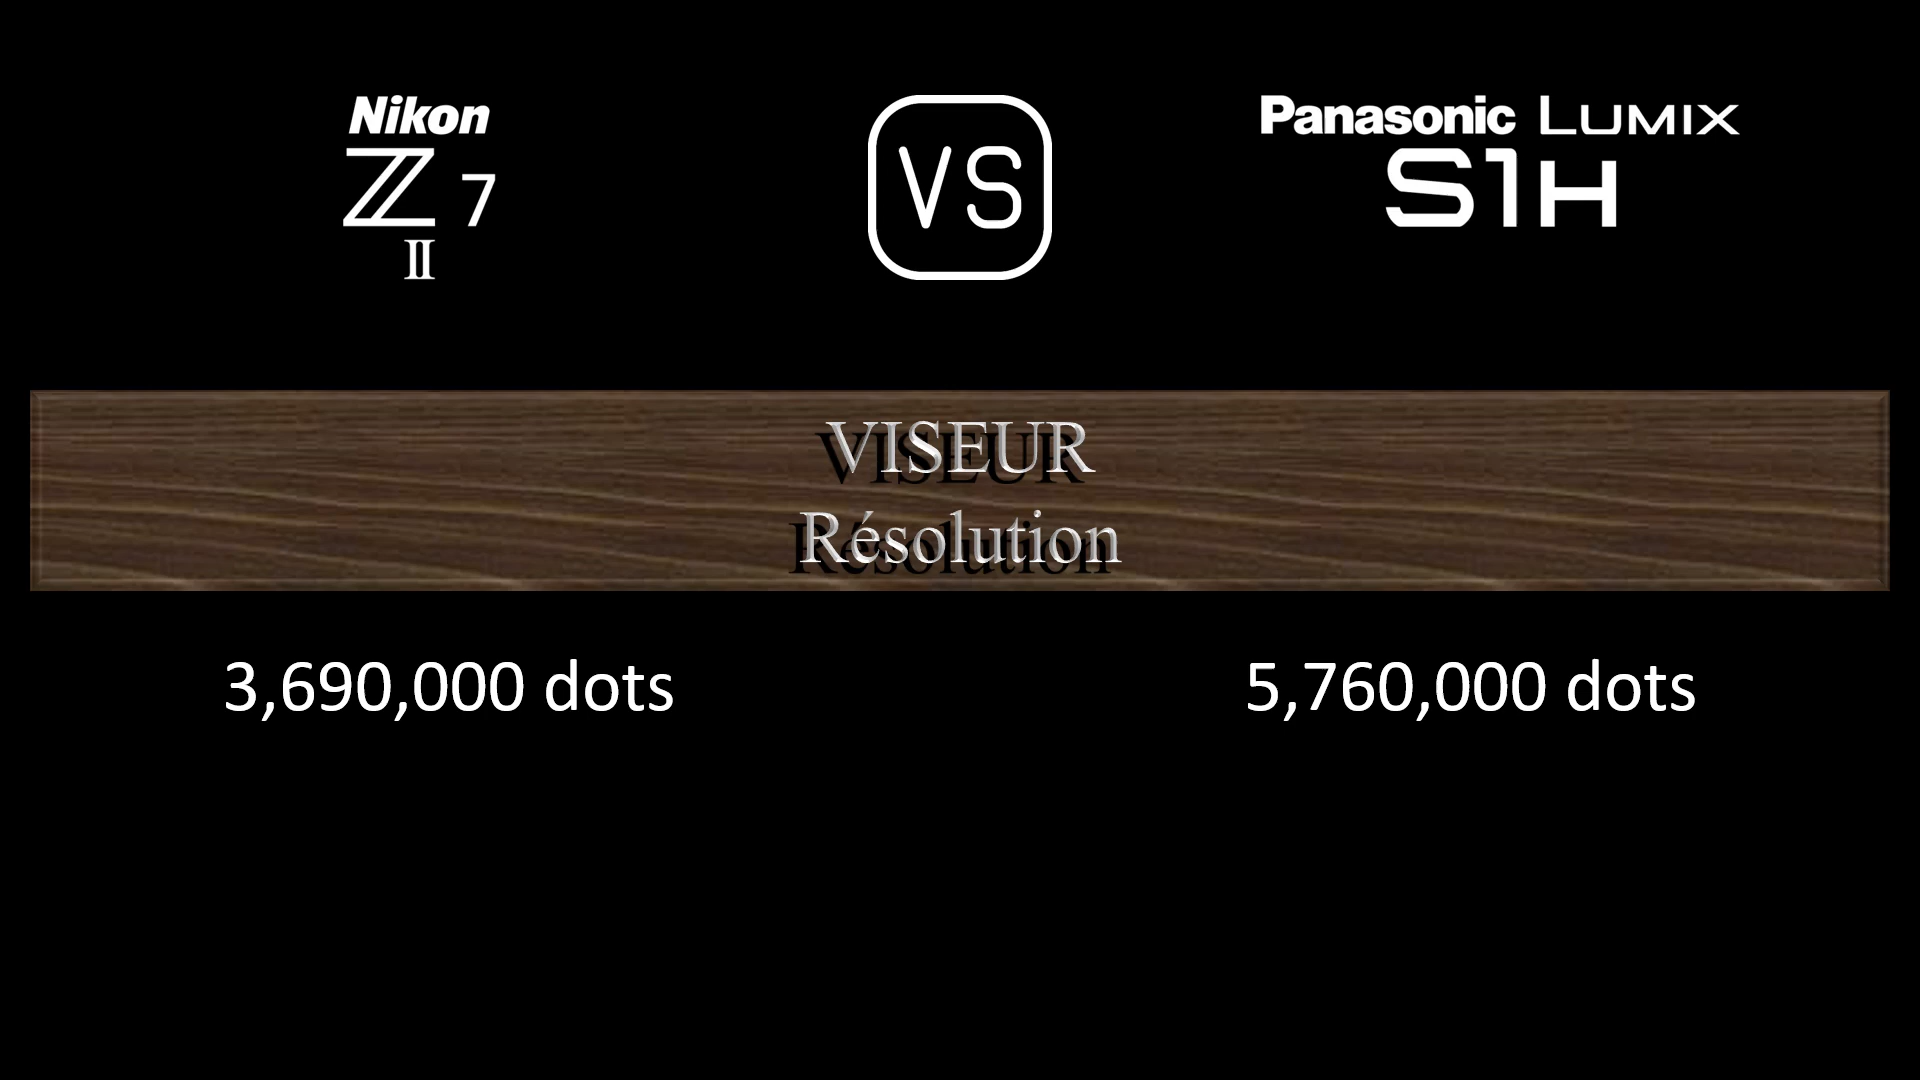 Nikon
Z 7
II
VS
Panasonic LUMIX
S1H
VISEUR
Résolution
3,690,000 dots
5,760,000 dots